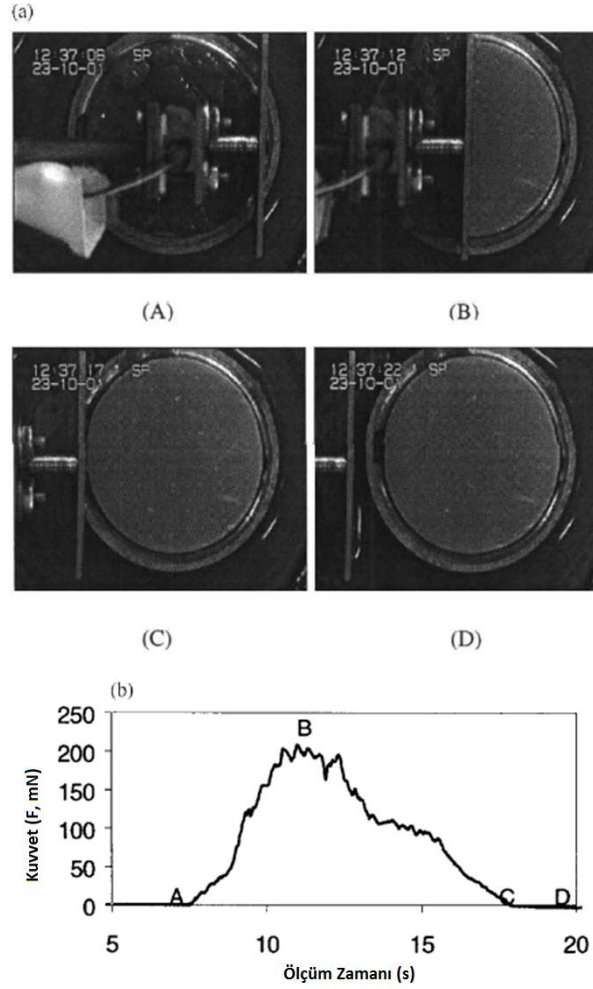 (a)
12:37:06 SP
23-10-01
12:37:12 SP
23-10-01
(A)
(B)
12:37:17 SP
23-10-01
12:37:22 SP
23-10-01
(C)
(D)
(b)
250
200
150
100
50
0
Kuvvet (F, mN)
A
B
C
D
5
10
15
20
Ölçüm Zamanı (s)